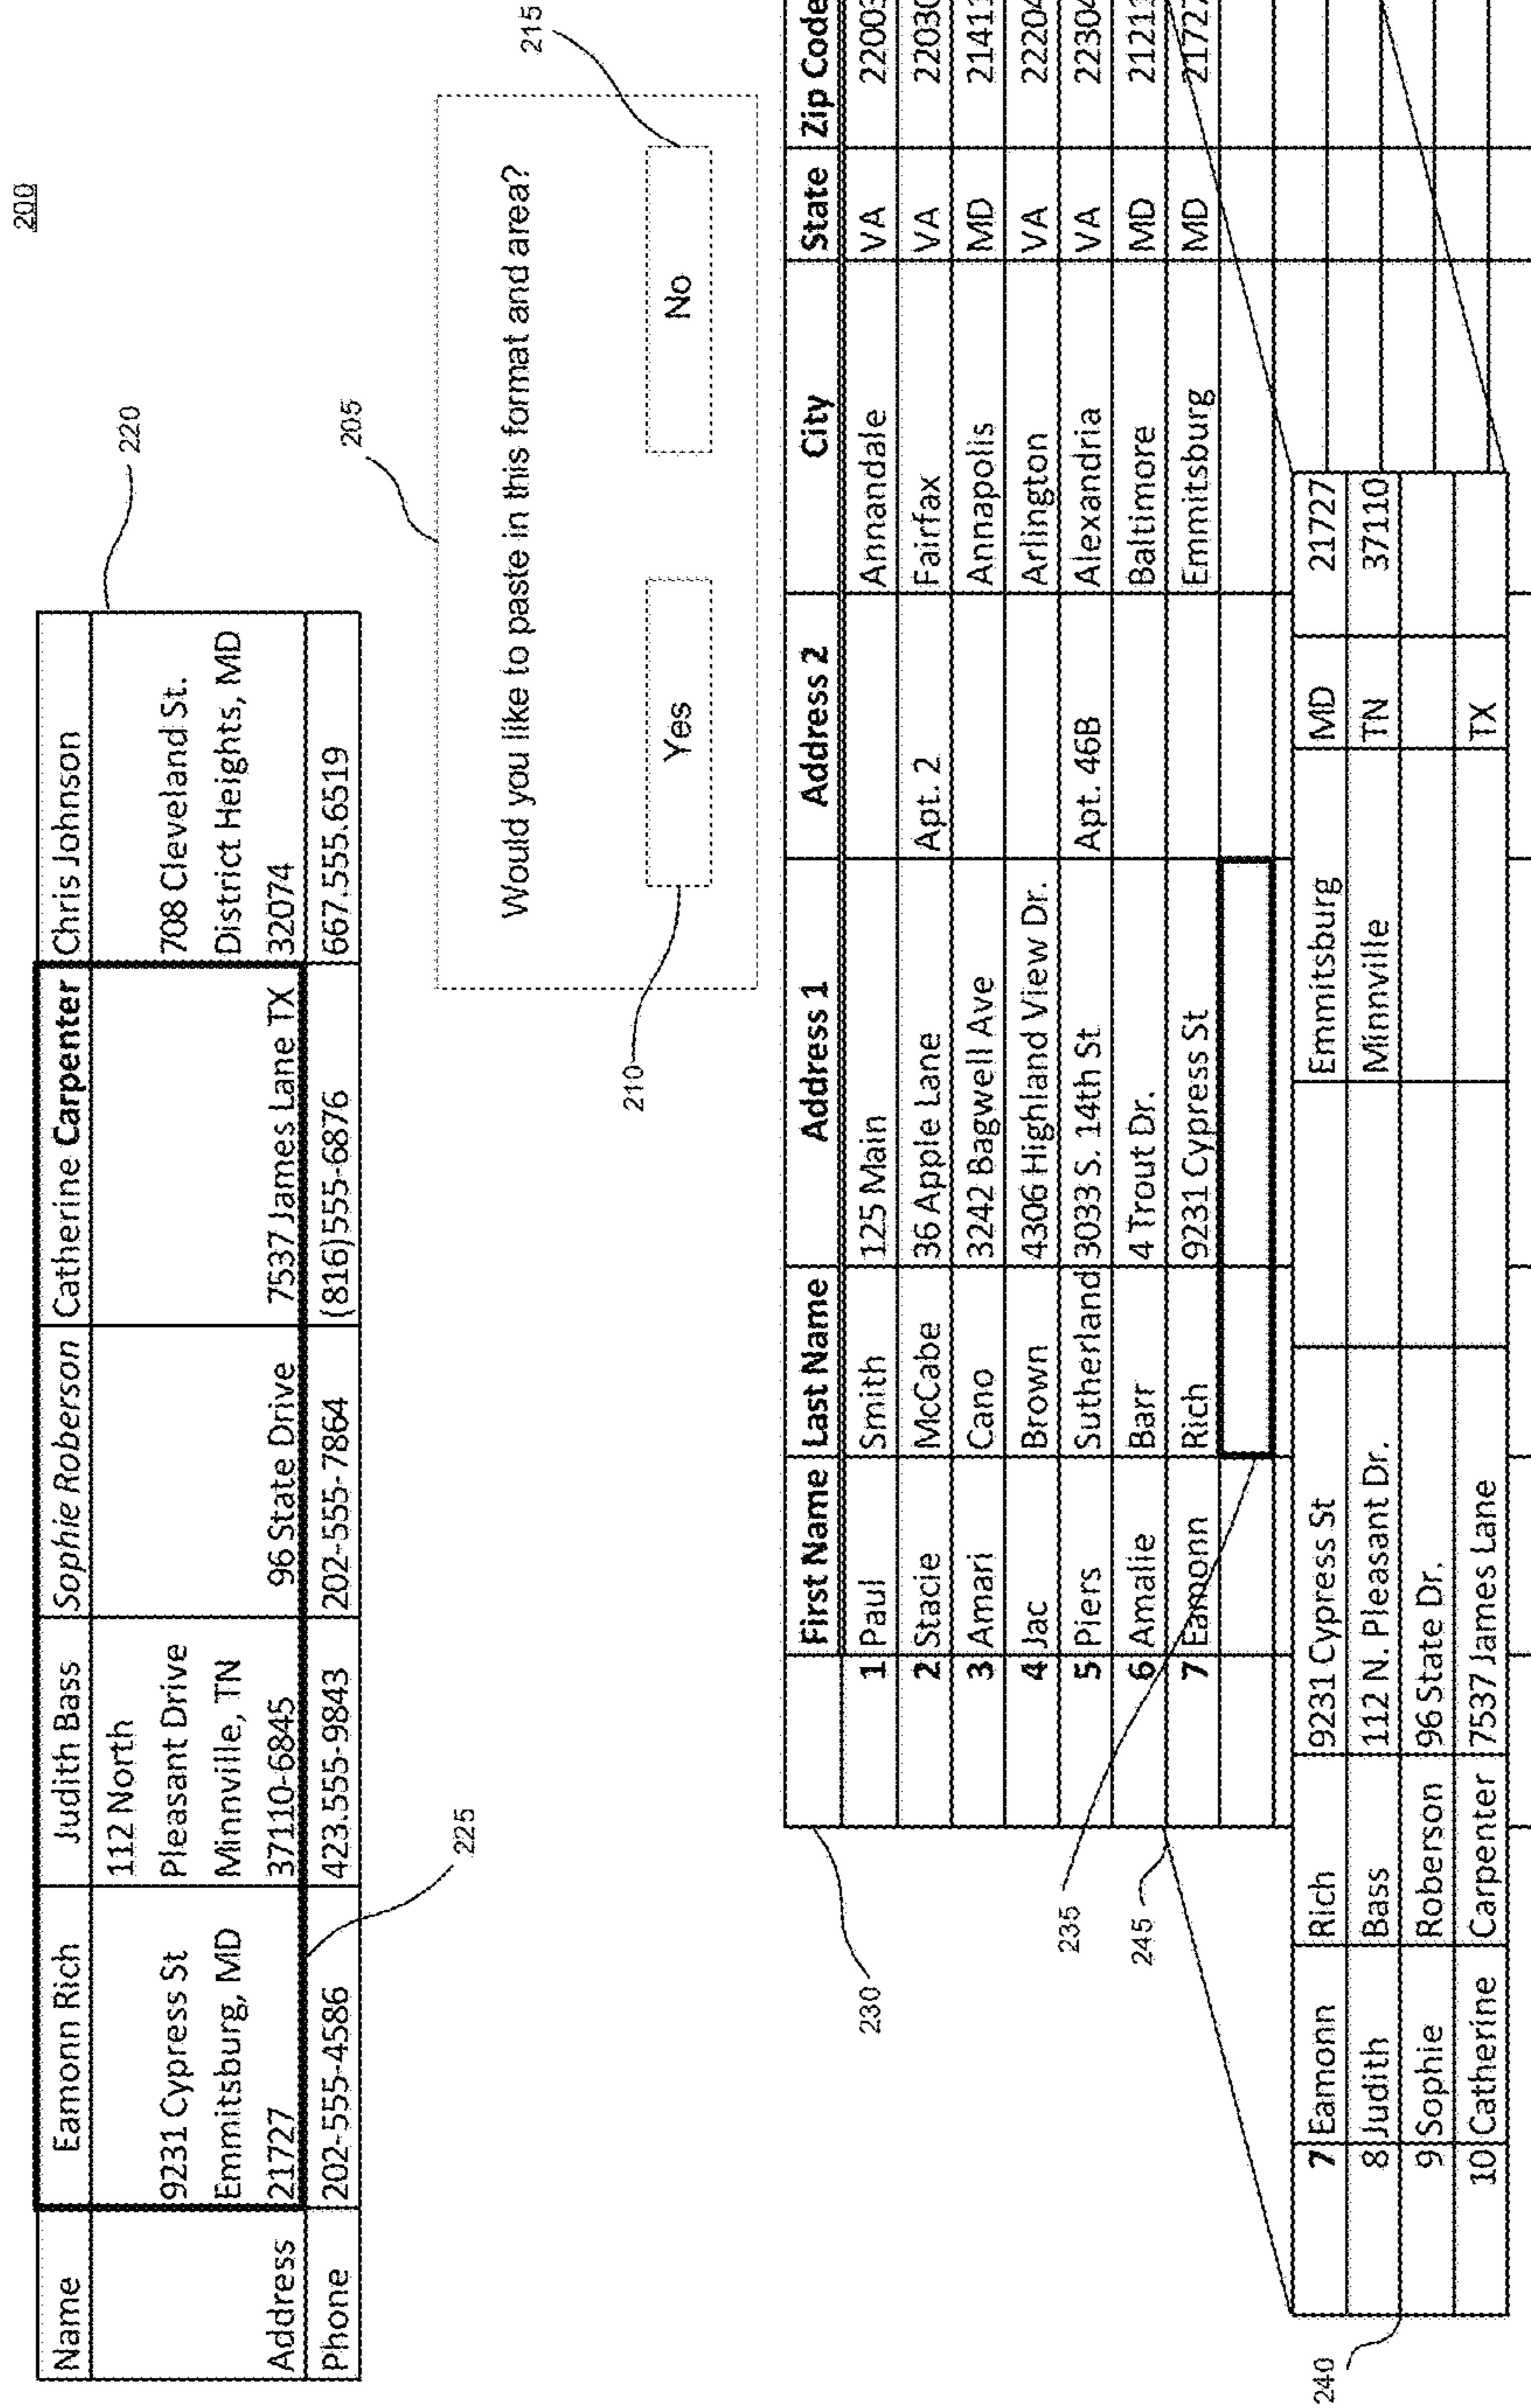 200
220
Name Eamonn Rich Judith Bass Sophie Roberson Catherine Carpenter Chris Johnson
112 North
9231 Cypress St Pleasant Drive 708 Cleveland St.
Emmitsburg, MD Minnville, TN District Heights, MD
Address 21727 37110-6845 96 State Drive 7537 James Lane TX 32074
Phone 202-555-4586 423.555-9843 202-555-7864 (816)555-6876 667.555.6519
225
205
Would you like to paste in this format and area?
210
Yes No
215
230
First Name Last Name Address 1 Address 2 City State Zip Code
1 Paul Smith 125 Main Annandale VA 22003
2 Stacie McCabe 36 Apple Lane Apt. 2 Fairfax VA 22030
3 Amari Cano 3242 Bagwell Ave Annapolis MD 21411
4 Jac Brown 4306 Highland View Dr. Arlington VA 22204
5 Piers Sutherland 3033 S. 14th St Apt. 46B Alexandria VA 22304
6 Amalie Barr 4 Trout Dr. Baltimore MD 2121
7 Eamonn Rich 9231 Cypress St Emmitsburg MD 21727
235
245
7 Eamonn Rich 9231 Cypress St Emmitsburg MD 21727
8 Judith Bass 112 N. Pleasant Dr. Minnville TN 37110
9 Sophie Roberson 96 State Dr.
10 Catherine Carpenter 7537 James Lane TX
240